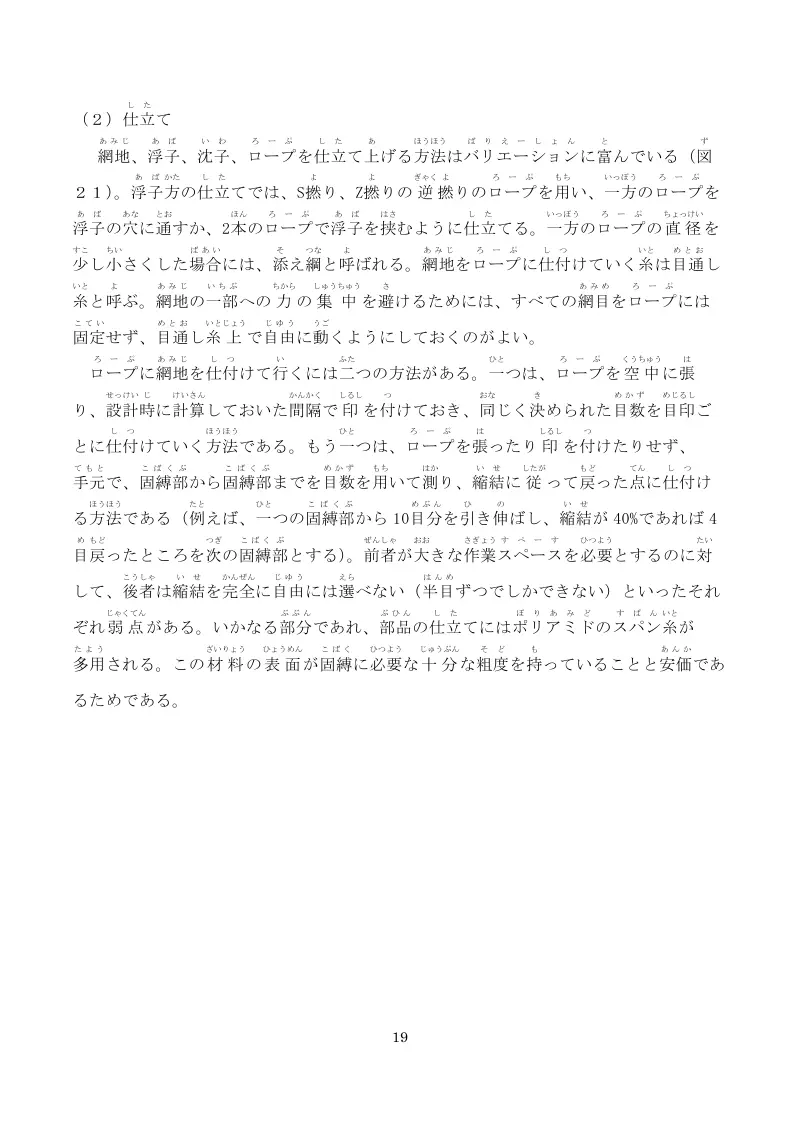 （２）仕立て
網地、浮子、沈子、ロープを仕立て上げる方法はバリエーションに富んでいる（図
２１）。浮子方の仕立てでは、S撚り、Z撚りの逆撚りのロープを用い、一方のロープを
浮子の穴に通すか、2本のロープで浮子を挟むように仕立てる。一方のロープの直径を
少し小さくした場合には、添え綱と呼ばれる。網地をロープに仕付けていく糸は目通し
糸と呼ぶ。網地の一部への力の集中を避けるためには、すべての網目をロープには
固定せず、目通し糸上で自由に動くようにしておくのがよい。
ロープに網地を仕付けて行くには二つの方法がある。一つは、ロープを空中に張
り、設計時に計算しておいた間隔で印を付けておき、同じく決められた目数を目印ご
とに仕付けていく方法である。もう一つは、ロープを張ったり印を付けたりせず、
手元で、固縛部から固縛部までを目数を用いて測り、縮結に従って戻った点に仕付け
る方法である（例えば、一つの固縛部から10目分を引き伸ばし、縮結が40%であれば4
目戻ったところを次の固縛部とする）。前者が大きな作業スペースを必要とするのに対
して、後者は縮結を完全に自由には選べない（半目ずつでしかできない）といったそれ
ぞれ弱点がある。いかなる部分であれ、部品の仕立てにはポリアミドのスパン糸が
多用される。この材料の表面が固縛に必要な十分な粗度を持っていることと安価であ
るためである。
19